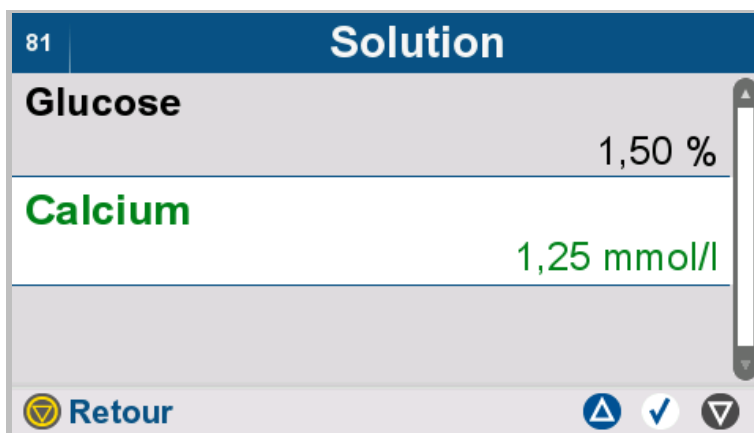 81
Solution
Glucose
1,50 %
Calcium
1,25 mmol/l
Retour